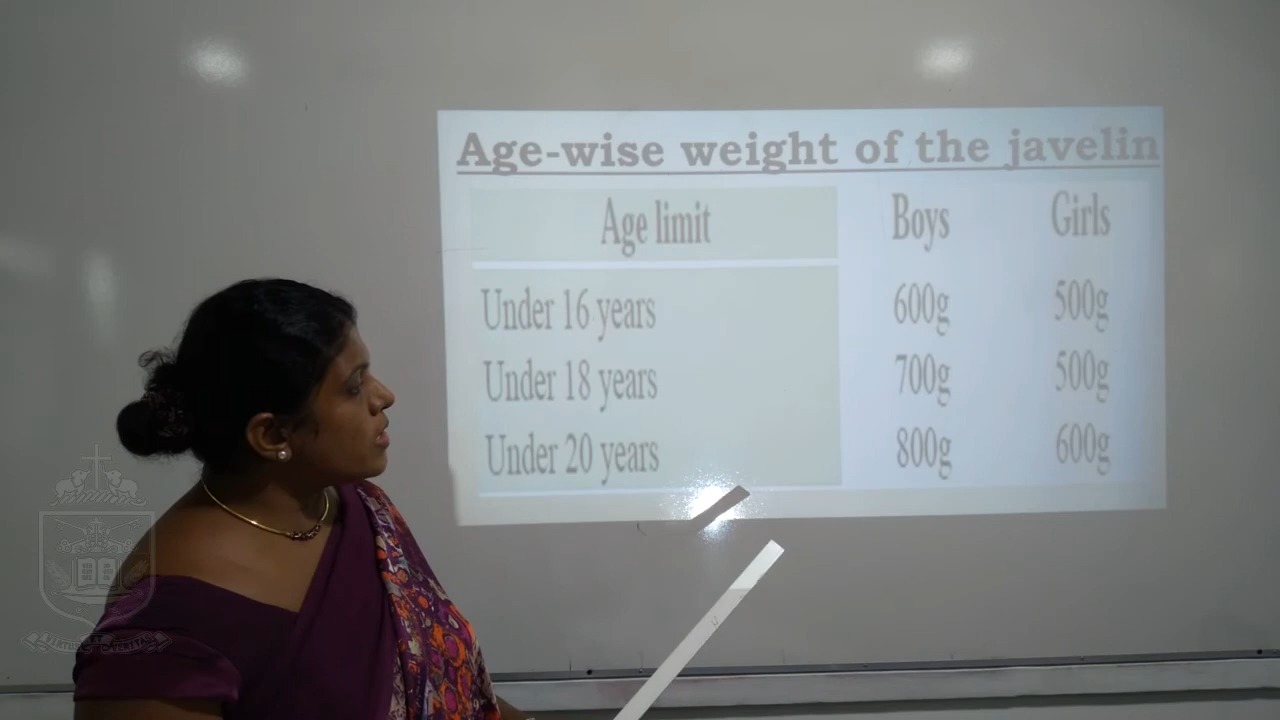 Age-wise weight of the javelin
Age limit Boys Girls
Under 16 years 600g 500g
Under 18 years 700g 500g
Under 20 years 800g 600g